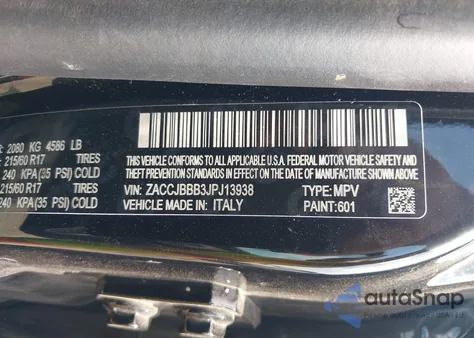 : 2080 KG 4586 LB
: 215/60 R17 TIRES
240 KPA(35 PSI) COLD
215/60 R17 TIRES
240 KPA(35 PSI) COLD
THIS VEHICLE CONFORMS TO ALL APPLICABLE U.S.A. FEDERAL MOTOR VEHICLE SAFETY
BUMPER AND THEFT PREVENTION STANDARDS IN EFFECT ON THE
DATE OF MANUFACTURE SHOWN ABOVE.
VIN: ZACCJBBB3JPJ13938 TYPE: MPV
VEHICLE MADE IN: ITALY PAINT: 601
autoSnap